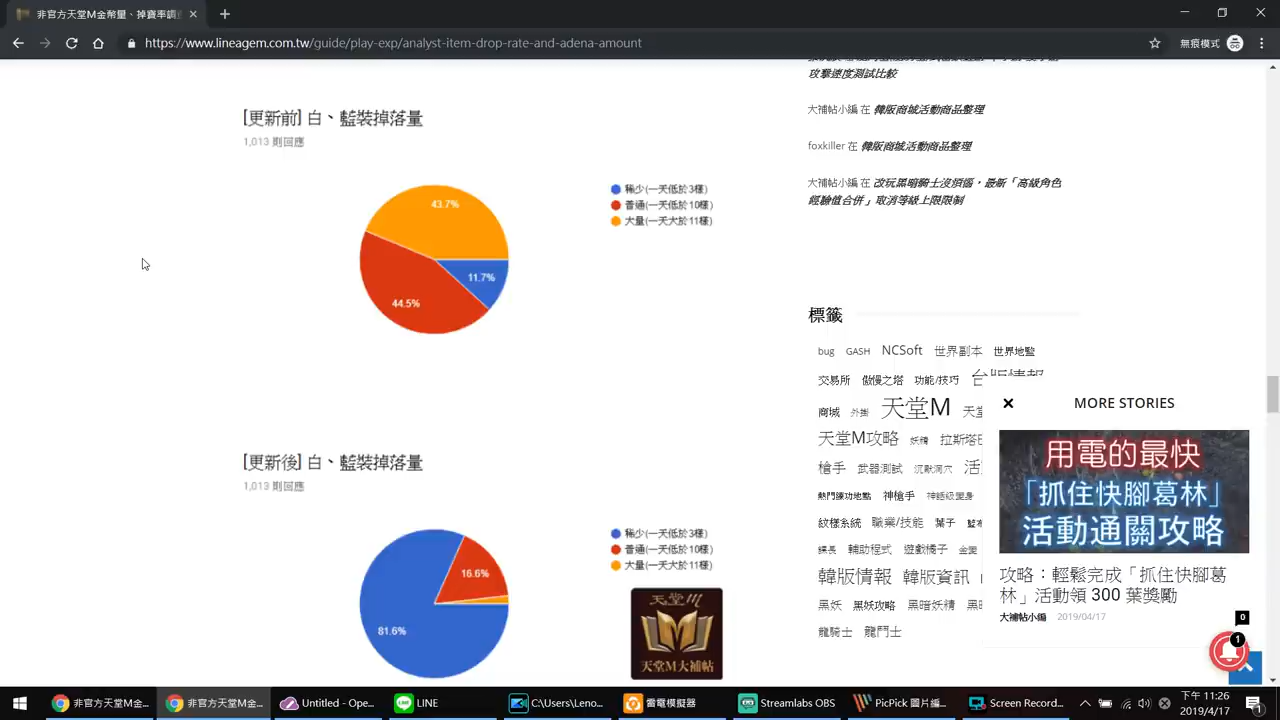 非官方天堂M金幣量、掉寶率調
https://www.lineagem.com.tw/guide/play-exp/analyst-item-drop-rate-and-adena-amount
無痕模式
[更新前] 白、藍裝掉落量
1,013 則回應
43.7%
11.7%
44.5%
稀少(一天低於3樣)
普通(一天低於10樣)
大量(一天大於11樣)
[更新後] 白、藍裝掉落量
1,013 則回應
16.6%
81.6%
稀少(一天低於3樣)
普通(一天低於10樣)
大量(一天大於11樣)
天堂M
天堂M大補帖
攻擊速度測試比較
大補帖小編 在 韓版商城活動商品整理
foxkiller 在 韓版商城活動商品整理
大補帖小編 在 改玩黑暗騎士沒煩惱，最新「高級角色
經驗值合併」取消等級上限限制
標籤
bug GASH NCSoft 世界副本 世界地監
交易所 傲慢之塔 功能/技巧 台版情報
商城 外掛 天堂M 天堂
天堂M攻略 妖精 拉斯塔巴
槍手 武器測試 沉默洞穴 活
熱門練功地點 神槍手 神話級變身
紋樣系統 職業/技能 葉子
輔助程式 遊戲橘子
韓版情報 韓版資訊
黑妖 黑妖攻略 黑暗妖精 黑
龍騎士 龍鬥士
MORE STORIES
用電的最快
「抓住快腳葛林」
活動通關攻略
攻略：輕鬆完成「抓住快腳葛
林」活動領 300 葉獎勵
大補帖小編 2019/04/17
0
1
非官方天堂M金...
非官方天堂M金...
Untitled - Ope...
LINE
C:\Users\Leno...
雷電模擬器
Streamlabs OBS
PicPick 圖片編...
Screen Record...
下午 11:26
2019/4/17
1